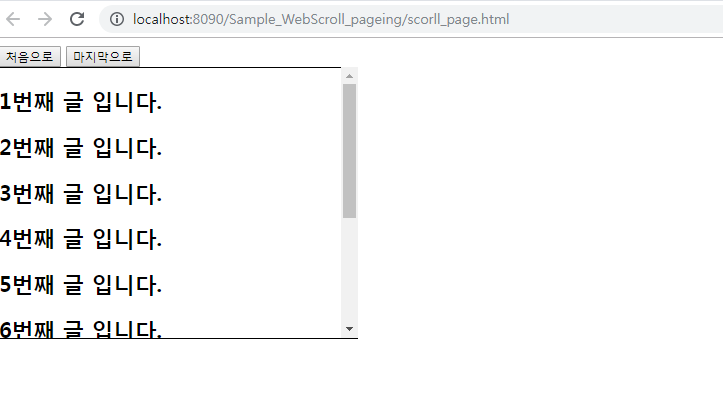 localhost:8090/Sample_WebScroll_pageing/scorll_page.html
처음으로 마지막으로
1번째 글 입니다.
2번째 글 입니다.
3번째 글 입니다.
4번째 글 입니다.
5번째 글 입니다.
6번째 글 입니다.